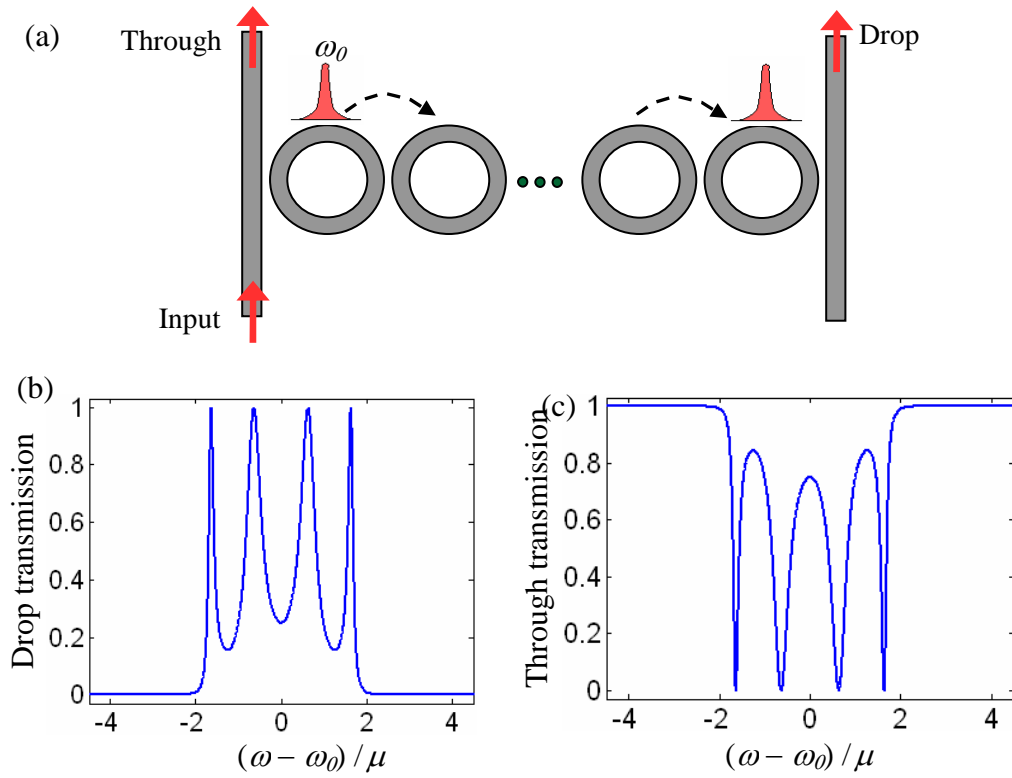 (a)
Through
ω₀
Drop
Input
(b)
Drop transmission
1
0.8
0.6
0.4
0.2
0
-4
-2
0
2
4
(ω − ω₀) / μ
(c)
Through transmission
1
0.8
0.6
0.4
0.2
0
-4
-2
0
2
4
(ω − ω₀) / μ